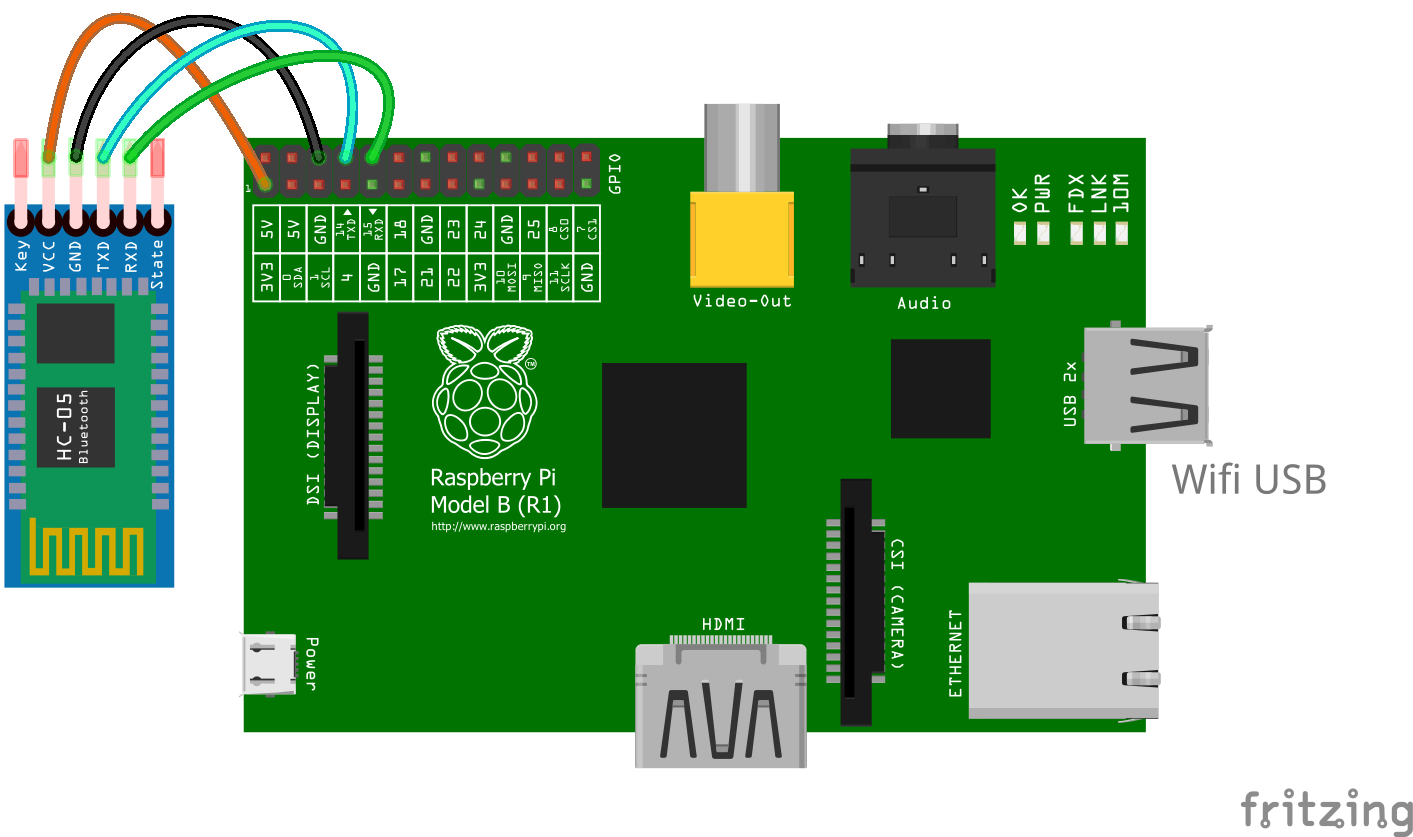 1
GPIO
5V 5V GND 14 TXD 15 RXD 18 GND 23 24 GND 25 8 CS0 7 CS1
3V3 0 SDA 1 SCL 4 GND 17 21 22 3V3 10 MOSI 9 MISO 11 SCLK GND
Key VCC GND TXD RXD State
HC-05
Bluetooth
Video-Out
Audio
OK
PWR
FDX
LNK
10M
DSI (DISPLAY)
TM
Raspberry Pi
Model B (R1)
http://www.raspberrypi.org
USB 2x
Wifi USB
CSI (CAMERA)
HDMI
ETHERNET
Power
fritzing